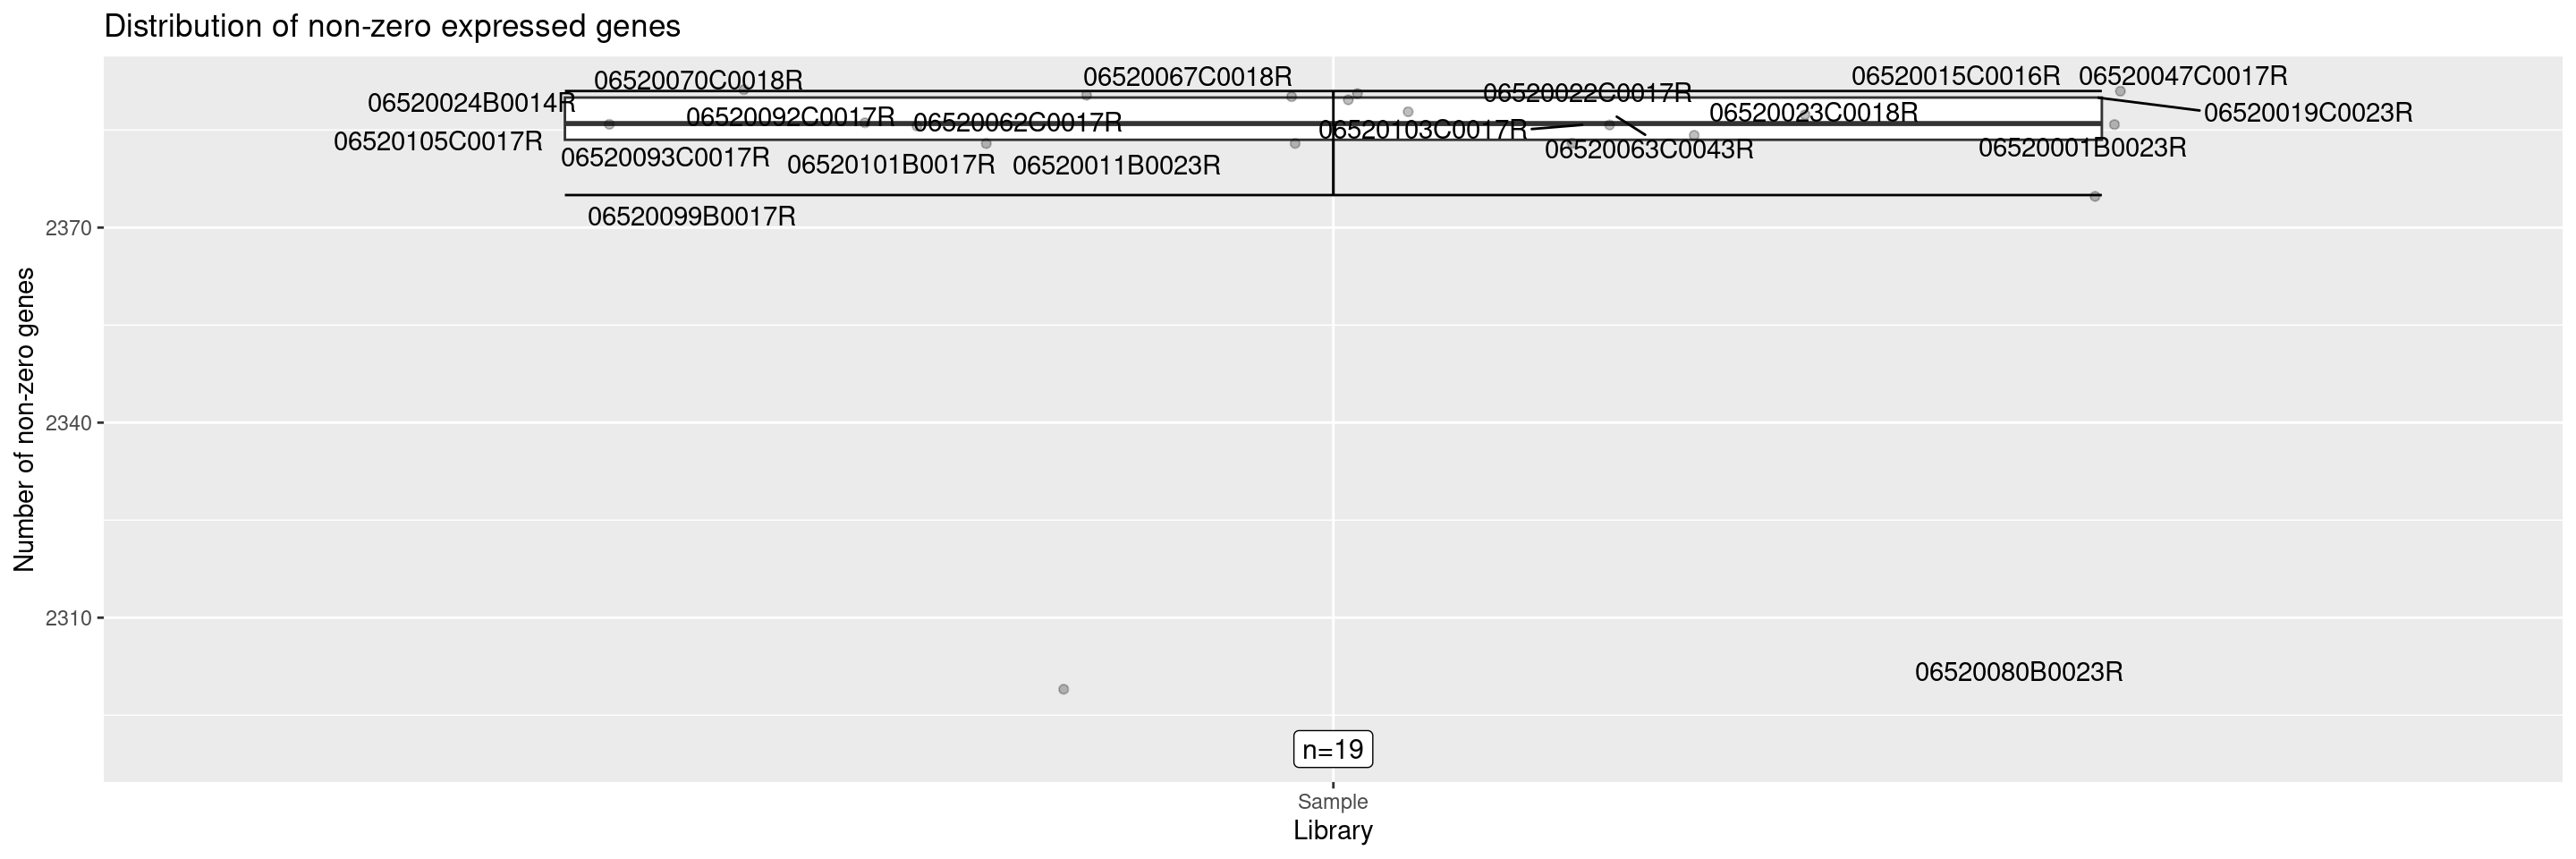 Distribution of non-zero expressed genes
06520070C0018R
06520067C0018R
06520022C0017R
06520015C0016R
06520047C0017R
06520024B0014R
06520092C0017R
06520062C0017R
06520103C0017R
06520023C0018R
06520019C0023R
06520105C0017R
06520093C0017R
06520101B0017R
06520011B0023R
06520063C0043R
06520001B0023R
06520099B0017R
2370
2340
2310
Number of non-zero genes
06520080B0023R
n=19
Sample
Library